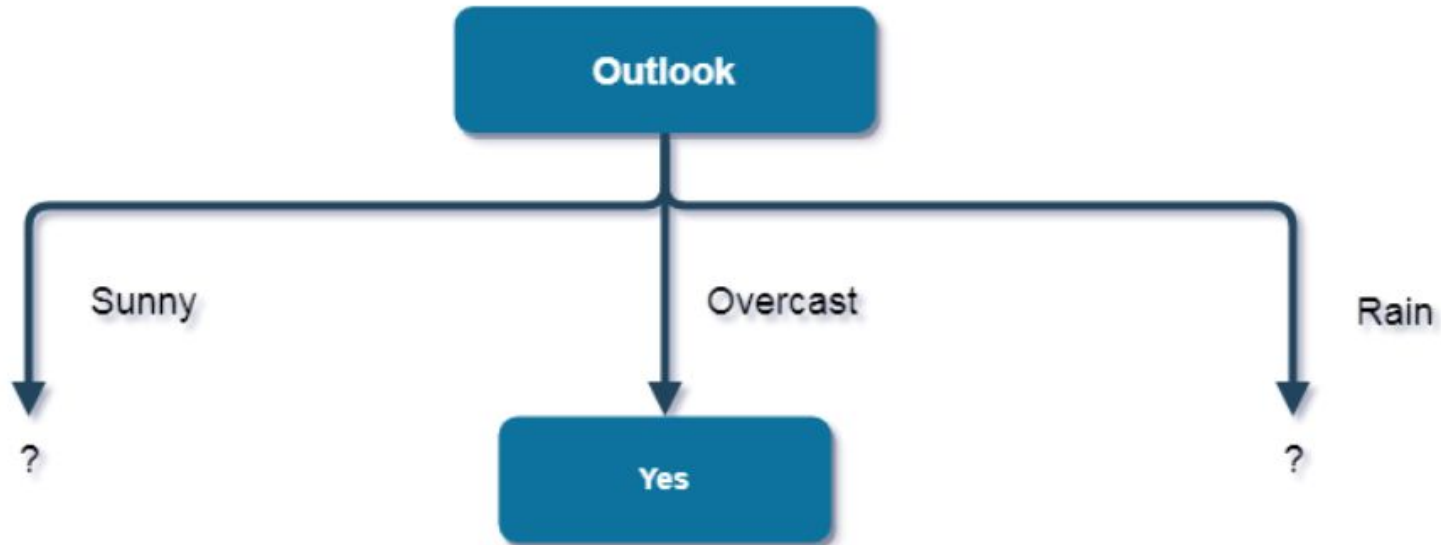 Outlook
Sunny
Overcast
Rain
?
Yes
?